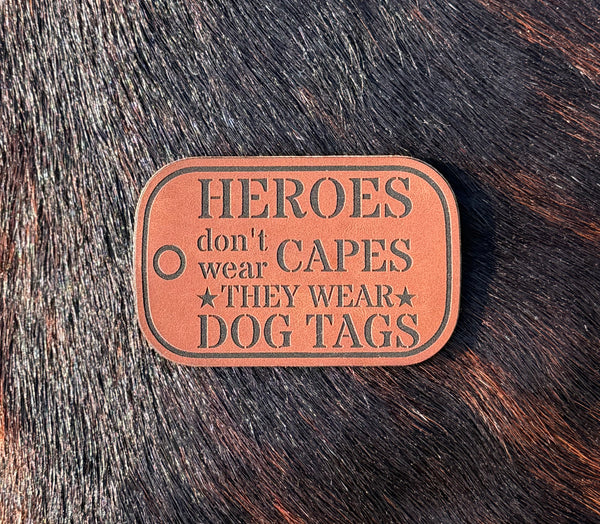 HEROES
don't
wear CAPES
★THEY WEAR★
DOG TAGS